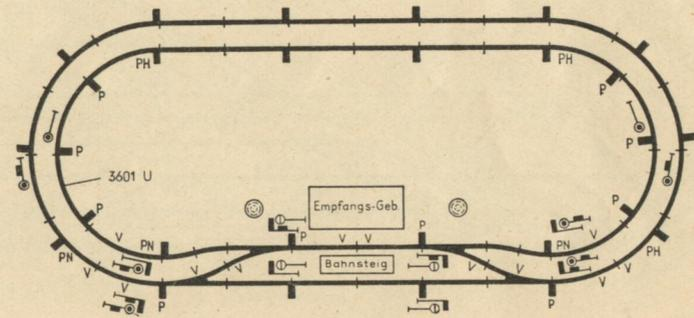 PH PH
P P
P P
3601 U
P P
Empfangs-Geb.
V PN P V V P PN
PN V V V V V V PH
Bahnsteig
V V V V
P P